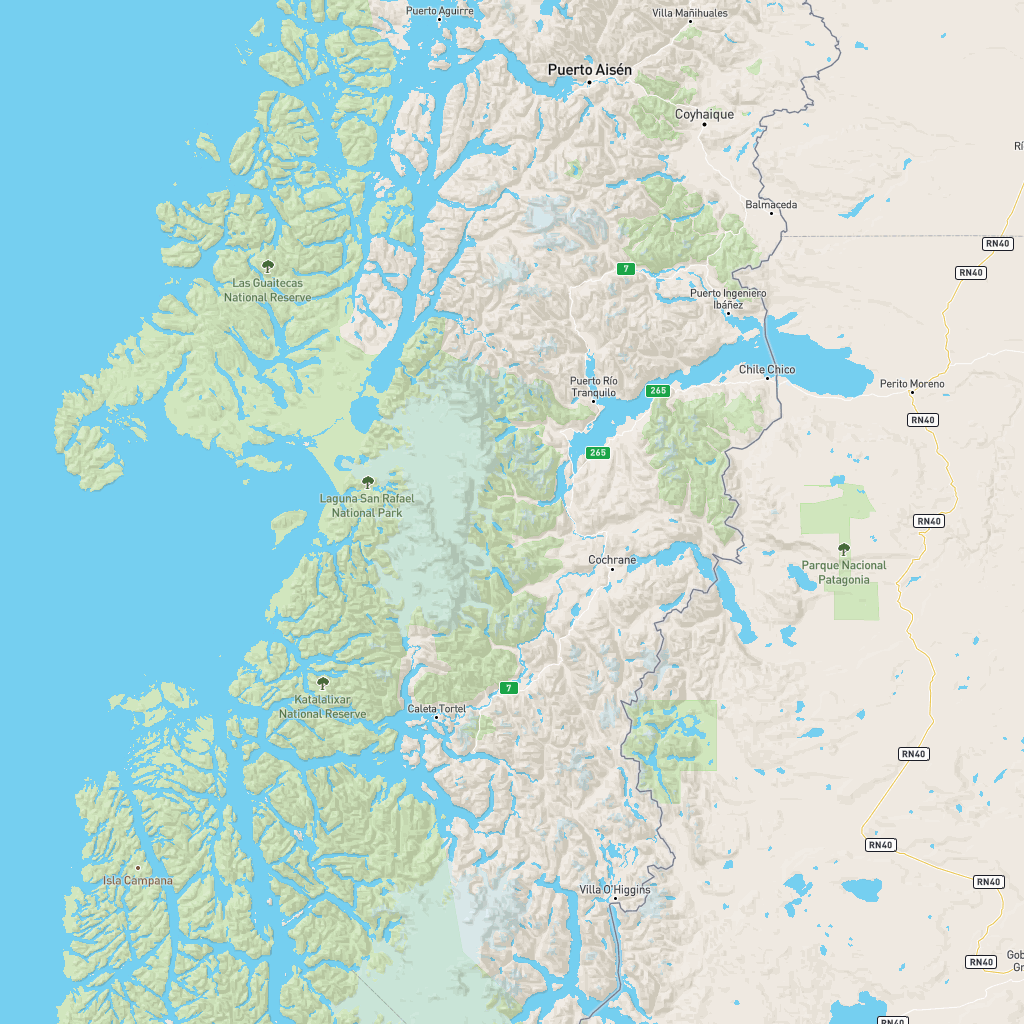 Puerto Aguirre
Villa Mañihuales
Puerto Aisén
Coyhaique
Balmaceda
RN40
RN40
7
Las Guaitecas
National Reserve
Puerto Ingeniero
Ibáñez
Chile Chico
Puerto Río
Tranquilo
265
Perito Moreno
RN40
265
Laguna San Rafael
National Park
RN40
Cochrane
Parque Nacional
Patagonia
7
Katalalixar
National Reserve
Caleta Tortel
RN40
RN40
Isla Campana
Villa O'Higgins
RN40
RN40
RN40